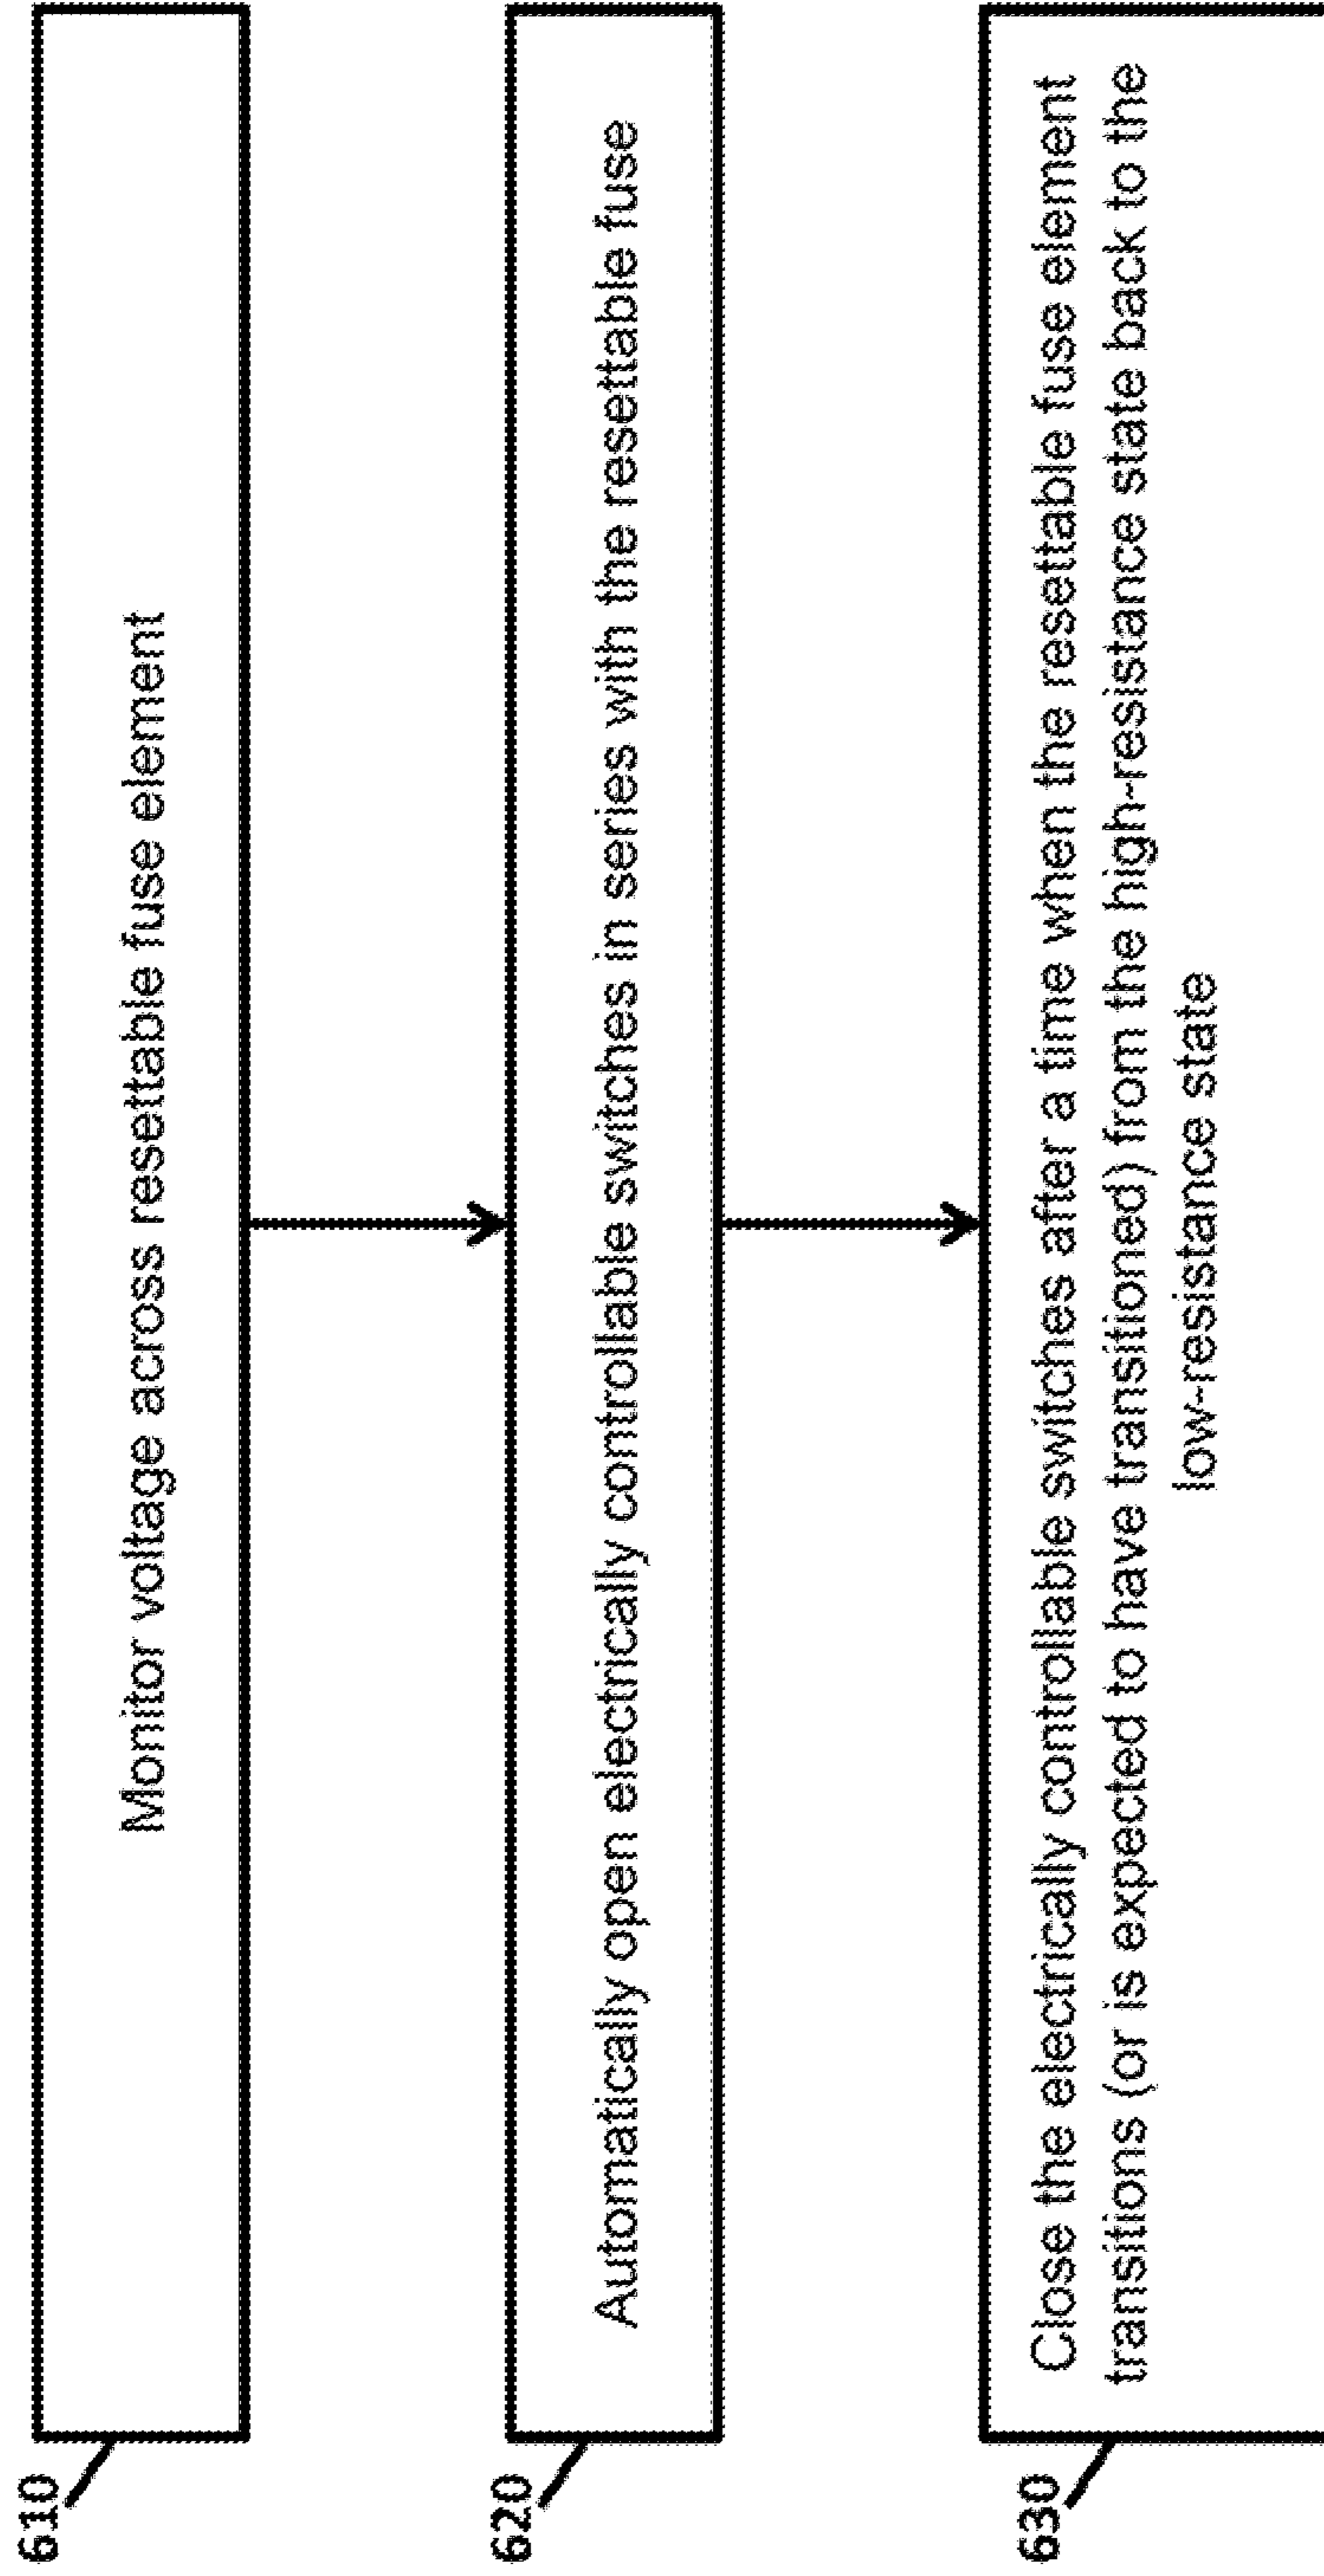 610
Monitor voltage across resettable fuse element
620
Automatically open electrically controllable switches in series with the resettable fuse
630
Close the electrically controllable switches after a time when the resettable fuse element
transitions (or is expected to have transitioned) from the high-resistance state back to the
low-resistance state